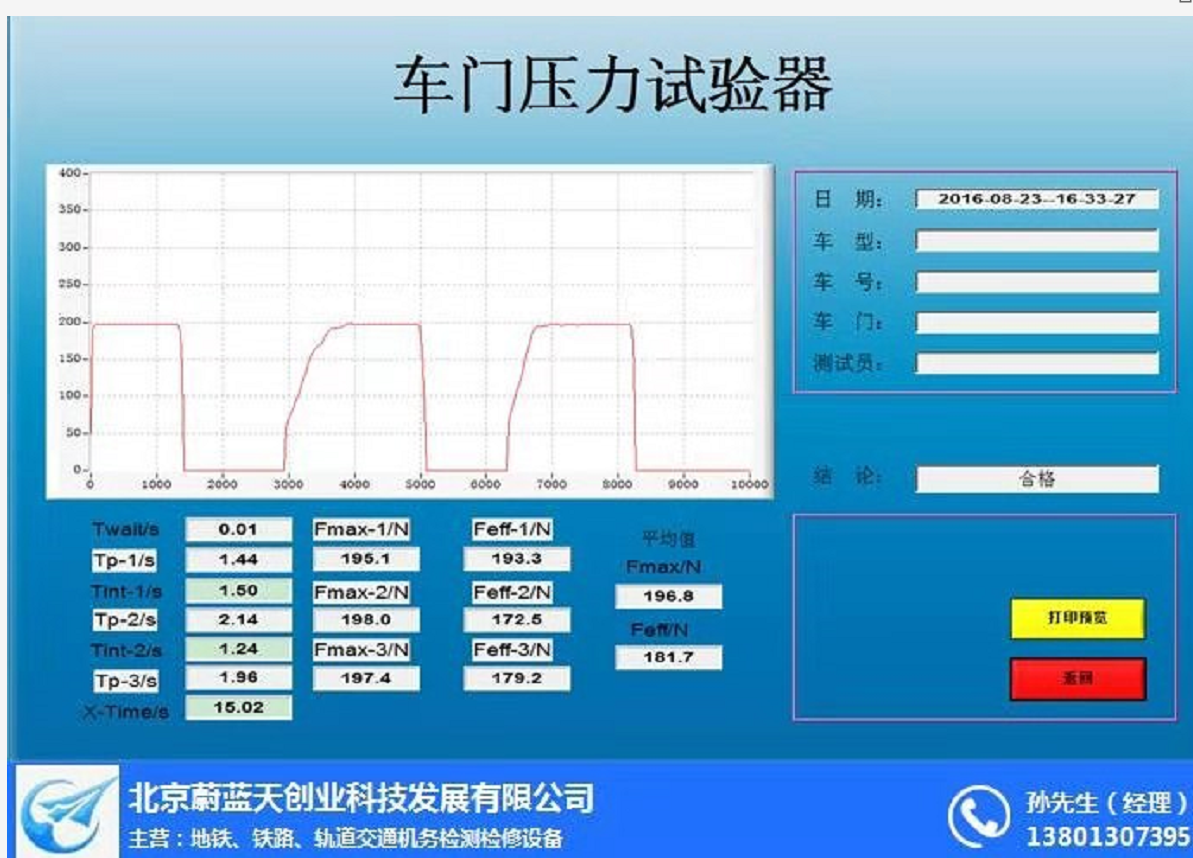 车门压力试验器
400
350
300
250
200
150
100
50
0
0 1000 2000 3000 4000 5000 6000 7000 8000 9000 10000
日 期: 2016-08-23--16-33-27
车 型:
车 号:
车 门:
测试员:
结 论: 合格
Twait/s 0.01 Fmax-1/N Feff-1/N 平均值
Tp-1/s 1.44 195.1 193.3 Fmax/N
Tint-1/s 1.50 Fmax-2/N Feff-2/N 196.8
Tp-2/s 2.14 198.0 172.5 Feff/N
Tint-2/s 1.24 Fmax-3/N Feff-3/N 181.7
Tp-3/s 1.96 197.4 179.2
X-Time/s 15.02
打印预览
返回
北京蔚蓝天创业科技发展有限公司
主营:地铁、铁路、轨道交通机务检测检修设备
孙先生(经理)
13801307395